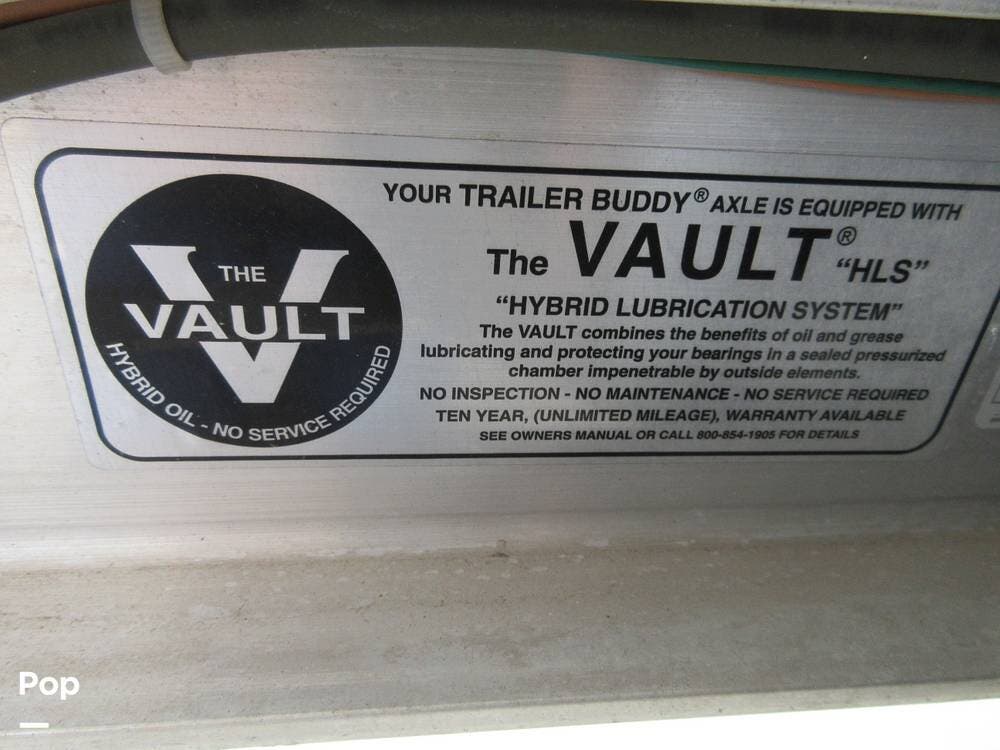 THE
VAULT
HYBRID OIL - NO SERVICE REQUIRED
YOUR TRAILER BUDDY® AXLE IS EQUIPPED WITH
The VAULT® "HLS"
"HYBRID LUBRICATION SYSTEM"
The VAULT combines the benefits of oil and grease
lubricating and protecting your bearings in a sealed pressurized
chamber impenetrable by outside elements.
NO INSPECTION - NO MAINTENANCE - NO SERVICE REQUIRED
TEN YEAR, (UNLIMITED MILEAGE), WARRANTY AVAILABLE
SEE OWNERS MANUAL OR CALL 800-854-1905 FOR DETAILS
Pop